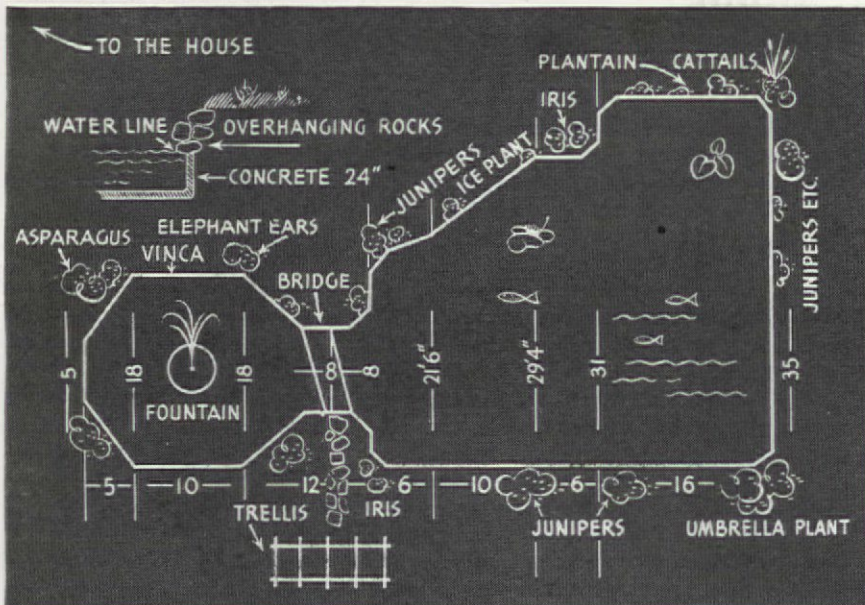 TO THE HOUSE
PLANTAIN
CATTAILS
IRIS
WATER LINE
OVERHANGING ROCKS
CONCRETE 24"
JUNIPERS
ICE PLANT
ASPARAGUS
ELEPHANT EARS
VINCA
BRIDGE
JUNIPERS ETC.
5
18
18
8
8
21'6"
29'4"
31
35
FOUNTAIN
5
10
12
6
10
6
16
TRELLIS
IRIS
JUNIPERS
UMBRELLA PLANT